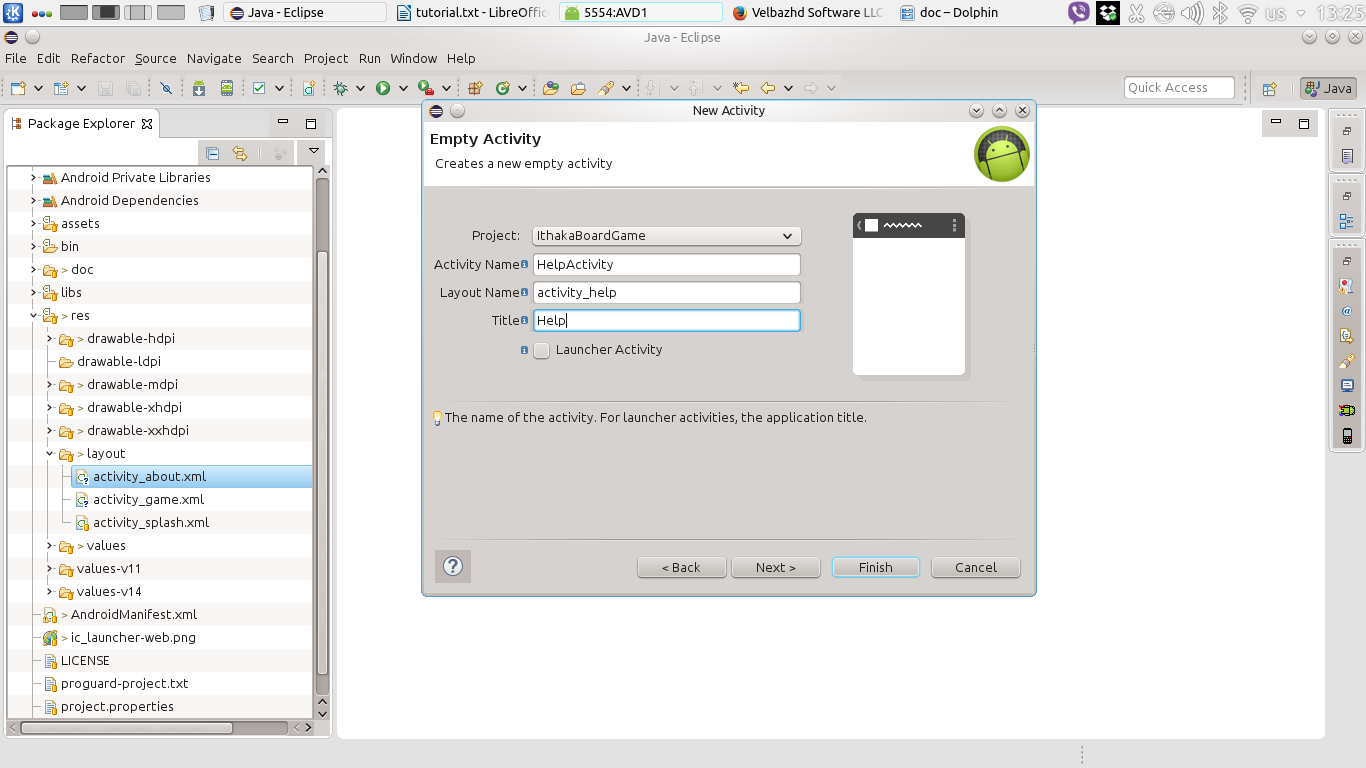 Java - Eclipse
tutorial.txt - LibreOffic
5554:AVD1
Velbazhd Software LLC
doc – Dolphin
us
13:25
Java - Eclipse
File Edit Refactor Source Navigate Search Project Run Window Help
Quick Access
Java
Package Explorer
Android Private Libraries
Android Dependencies
assets
bin
> doc
libs
> res
> drawable-hdpi
drawable-ldpi
> drawable-mdpi
> drawable-xhdpi
> drawable-xxhdpi
> layout
activity_about.xml
activity_game.xml
activity_splash.xml
> values
values-v11
values-v14
> AndroidManifest.xml
> ic_launcher-web.png
LICENSE
proguard-project.txt
project.properties
New Activity
Empty Activity
Creates a new empty activity
Project: IthakaBoardGame
Activity Name HelpActivity
Layout Name activity_help
Title Help
Launcher Activity
The name of the activity. For launcher activities, the application title.
? < Back Next > Finish Cancel